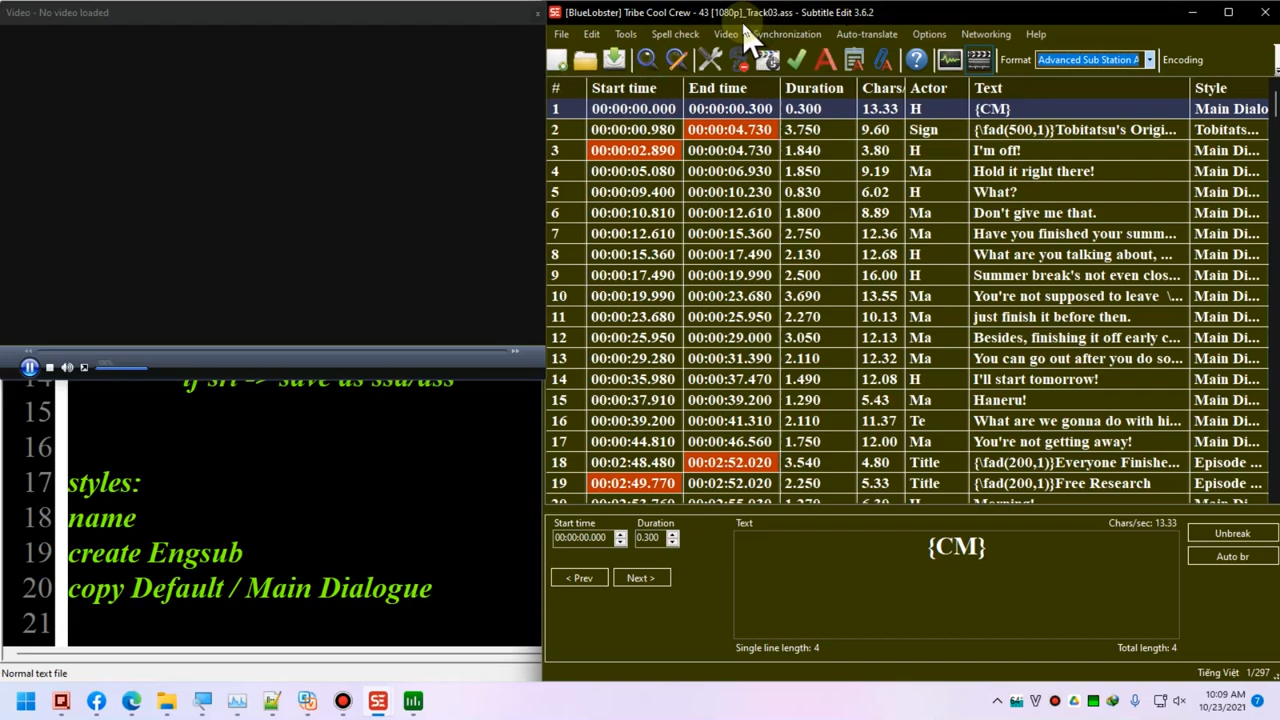 Video - No video loaded
x
[BlueLobster] Tribe Cool Crew - 43 [1080p]_Track03.ass - Subtitle Edit 3.6.2
File Edit Tools Spell check Video Synchronization Auto-translate Options Networking Help
Format Advanced Sub Station A Encoding
# Start time End time Duration Chars/ Actor Text Style
1 00:00:00.000 00:00:00.300 0.300 13.33 H {CM} Main Dialo
2 00:00:00.980 00:00:04.730 3.750 9.60 Sign {\fad(500,1)}Tobitatsu's Origi... Tobitats...
3 00:00:02.890 00:00:04.730 1.840 3.80 H I'm off! Main Di...
4 00:00:05.080 00:00:06.930 1.850 9.19 Ma Hold it right there! Main Di...
5 00:00:09.400 00:00:10.230 0.830 6.02 H What? Main Di...
6 00:00:10.810 00:00:12.610 1.800 8.89 Ma Don't give me that. Main Di...
7 00:00:12.610 00:00:15.360 2.750 12.36 Ma Have you finished your summ... Main Di...
8 00:00:15.360 00:00:17.490 2.130 12.68 H What are you talking about, ... Main Di...
9 00:00:17.490 00:00:19.990 2.500 16.00 H Summer break's not even clos... Main Di...
10 00:00:19.990 00:00:23.680 3.690 13.55 Ma You're not supposed to leave \... Main Di...
11 00:00:23.680 00:00:25.950 2.270 10.13 Ma just finish it before then. Main Di...
12 00:00:25.950 00:00:29.000 3.050 12.13 Ma Besides, finishing it off early c... Main Di...
13 00:00:29.280 00:00:31.390 2.110 12.32 Ma You can go out after you do so... Main Di...
14 00:00:35.980 00:00:37.470 1.490 12.08 H I'll start tomorrow! Main Di...
15 00:00:37.910 00:00:39.200 1.290 5.43 Ma Haneru! Main Di...
16 00:00:39.200 00:00:41.310 2.110 11.37 Te What are we gonna do with hi... Main Di...
17 00:00:44.810 00:00:46.560 1.750 12.00 Ma You're not getting away! Main Di...
18 00:02:48.480 00:02:52.020 3.540 4.80 Title {\fad(200,1)}Everyone Finishe... Episode ...
19 00:02:49.770 00:02:52.020 2.250 5.33 Title {\fad(200,1)}Free Research Episode ...
14 if srt -> save as ssa/ass
15
16
17 styles:
18 name
19 create Engsub
20 copy Default / Main Dialogue
21
Normal text file
Start time Duration Text Chars/sec: 13.33
00:00:00.000 0.300
{CM}
Unbreak
Auto br
< Prev Next >
Single line length: 4 Total length: 4
Tiếng Việt 1/297
64°
10:09 AM
10/23/2021
7